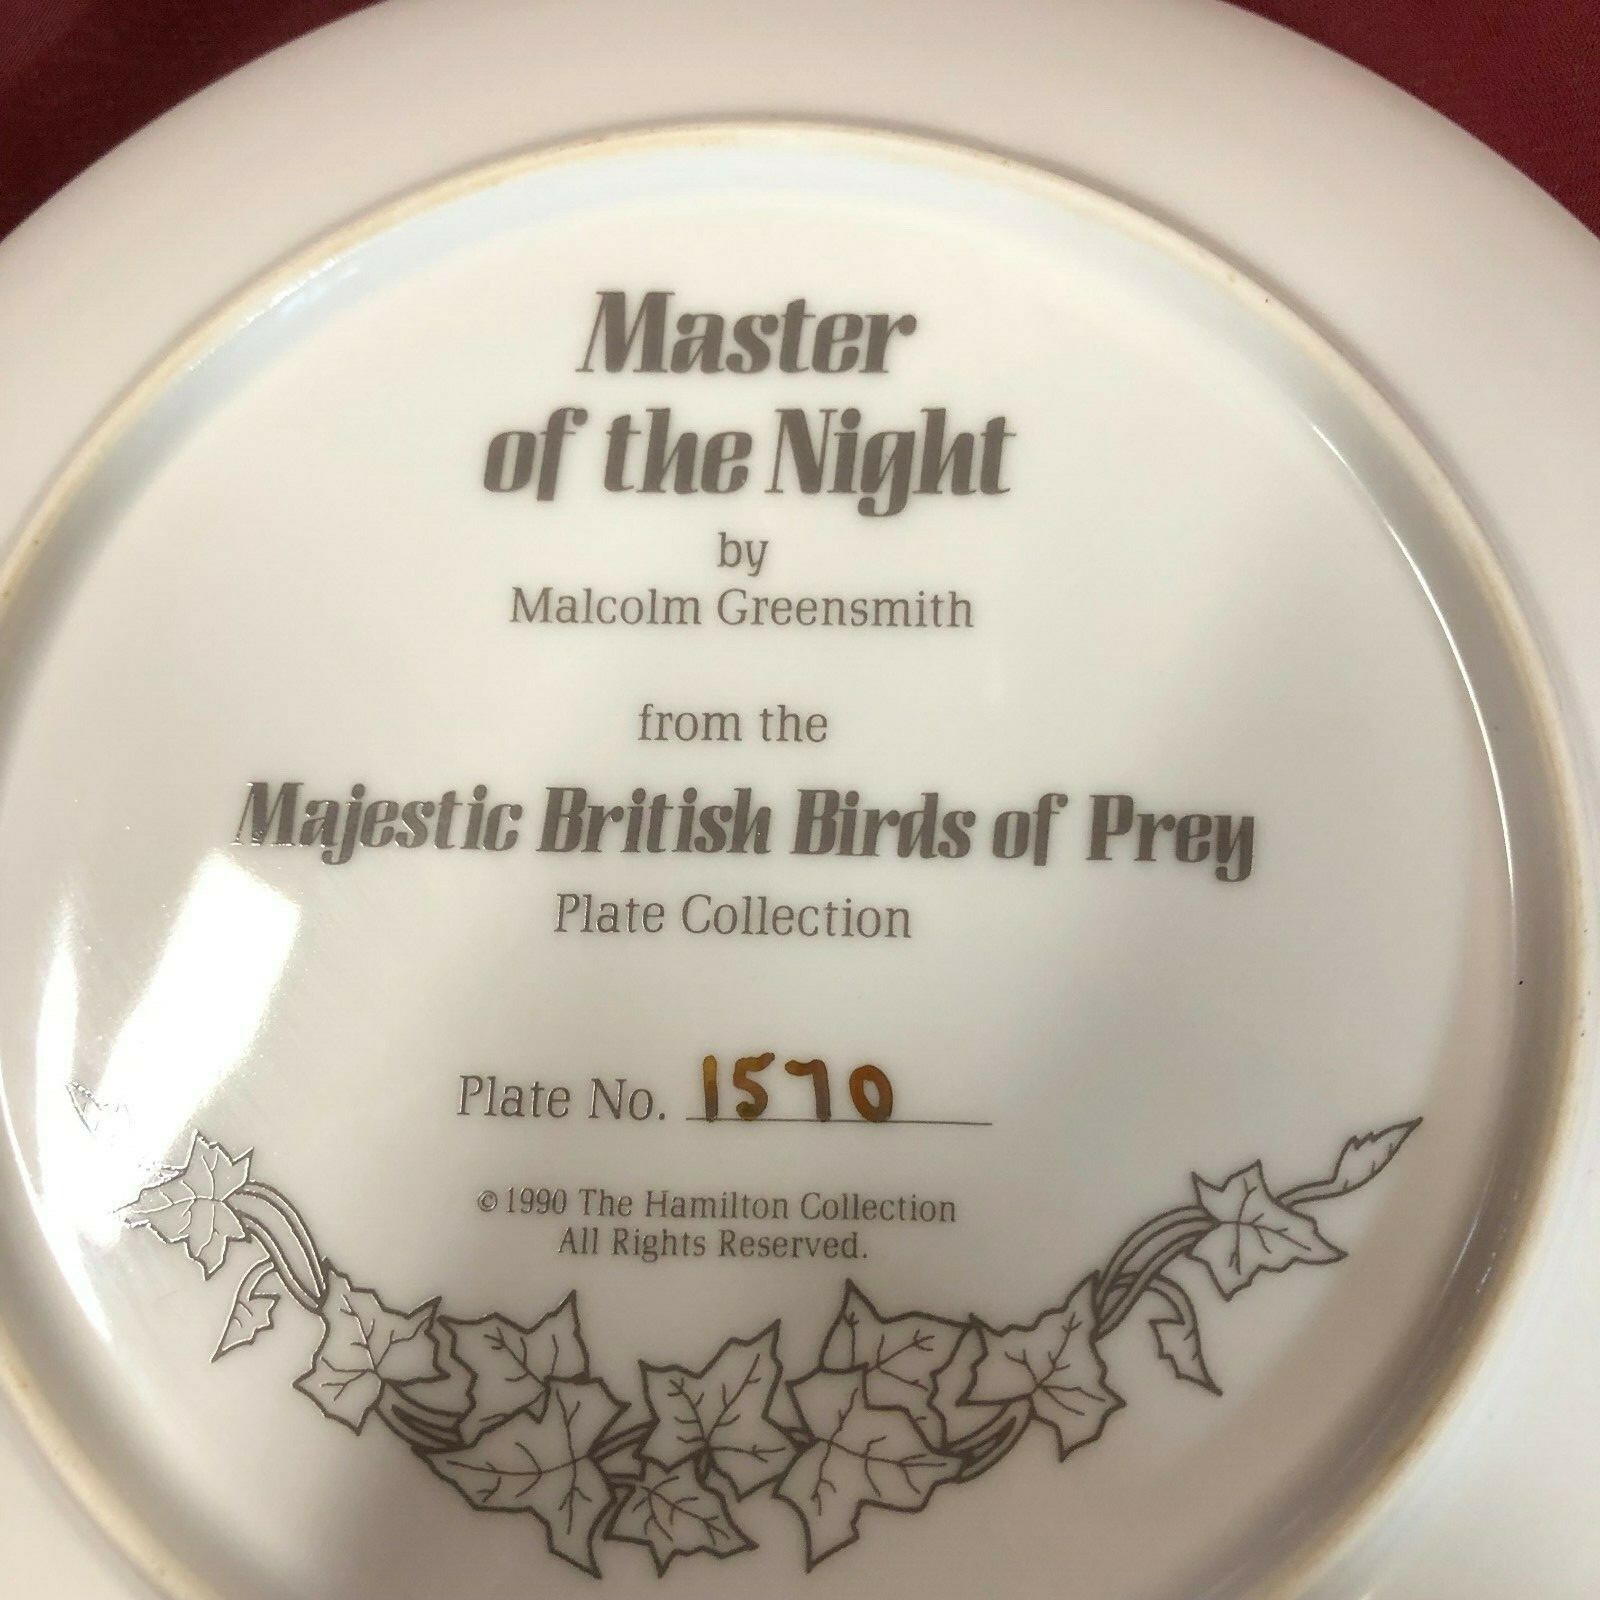 Master
of the Night
by
Malcolm Greensmith
from the
Majestic British Birds of Prey
Plate Collection
Plate No. 1570
© 1990 The Hamilton Collection
All Rights Reserved.